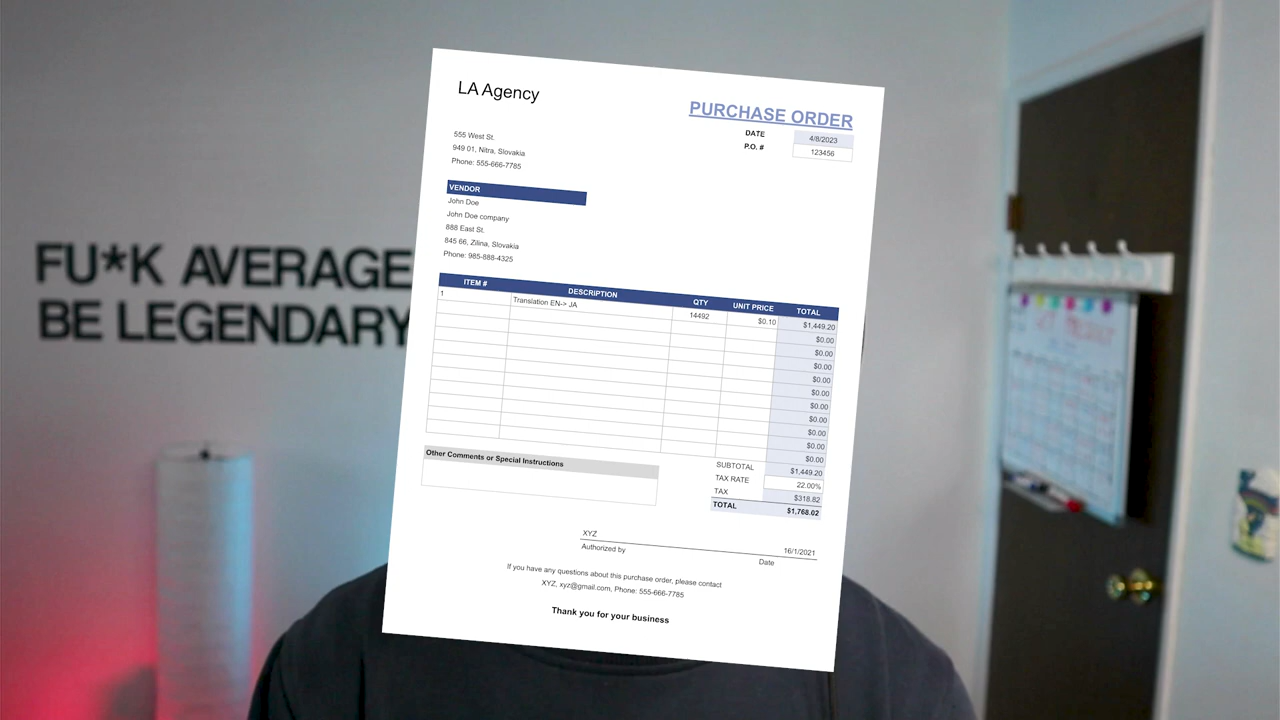 LA Agency
PURCHASE ORDER
DATE 4/8/2023
P.O. # 123456
555 West St.
949 01, Nitra, Slovakia
Phone: 555-666-7785
VENDOR
John Doe
John Doe company
888 East St.
845 66, Zilina, Slovakia
Phone: 985-888-4325
FU*K AVERAGE
BE LEGENDARY
ITEM # DESCRIPTION QTY UNIT PRICE TOTAL
1 Translation EN-> JA 14492 $0.10 $1,449.20
$0.00
$0.00
$0.00
$0.00
$0.00
$0.00
$0.00
$0.00
$0.00
$0.00
Other Comments or Special Instructions
SUBTOTAL $1,449.20
TAX RATE 22.00%
TAX $318.82
TOTAL $1,768.02
XYZ 16/1/2021
Authorized by Date
If you have any questions about this purchase order, please contact
XYZ, xyz@gmail.com, Phone: 555-666-7785
Thank you for your business